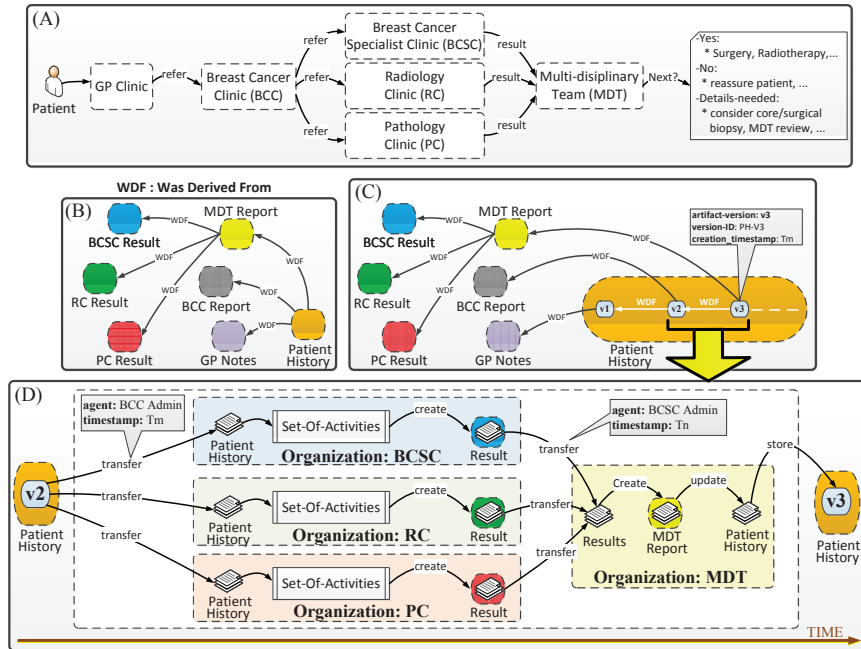 (A)
Patient
GP Clinic
refer
Breast Cancer
Clinic (BCC)
refer
refer
refer
Breast Cancer
Specialist Clinic (BCSC)
Radiology
Clinic (RC)
Pathology
Clinic (PC)
result
result
result
Multi-disiplinary
Team (MDT)
Next?
-Yes:
* Surgery, Radiotherapy,...
-No:
* reassure patient, ...
-Details-needed:
* consider core/surgical
biopsy, MDT review, ...
WDF : Was Derived From
(B)
MDT Report
WDF
BCSC Result
WDF
RC Result
WDF
BCC Report
WDF
WDF
WDF
PC Result
GP Notes
Patient
History
(C)
MDT Report
WDF
BCSC Result
WDF
RC Result
WDF
BCC Report
WDF
WDF
WDF
PC Result
GP Notes
artifact-version: v3
version-ID: PH-V3
creation_timestamp: Tm
v1
WDF
v2
WDF
v3
Patient
History
(D)
agent: BCC Admin
timestamp: Tm
v2
Patient
History
transfer
transfer
transfer
Patient
History
Set-Of-Activities
create
Result
Organization: BCSC
Patient
History
Set-Of-Activities
create
Result
Organization: RC
Patient
History
Set-Of-Activities
create
Result
Organization: PC
agent: BCSC Admin
timestamp: Tn
transfer
transfer
transfer
Results
Create
MDT
Report
update
Patient
History
Organization: MDT
store
v3
Patient
History
TIME